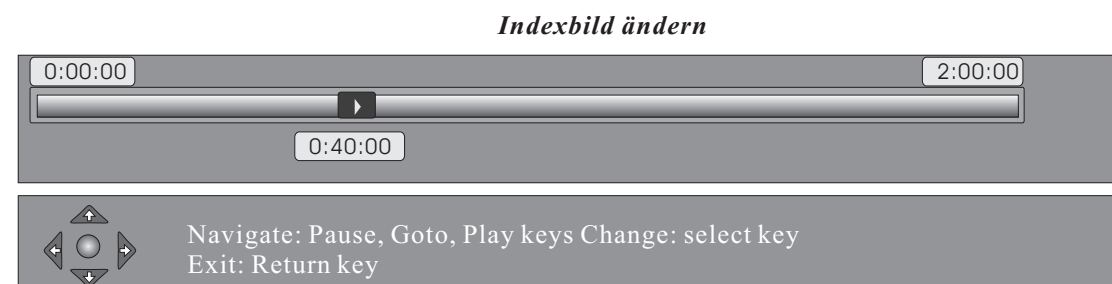 Indexbild ändern
0:00:00 2:00:00
0:40:00
Navigate: Pause, Goto, Play keys Change: select key
Exit: Return key